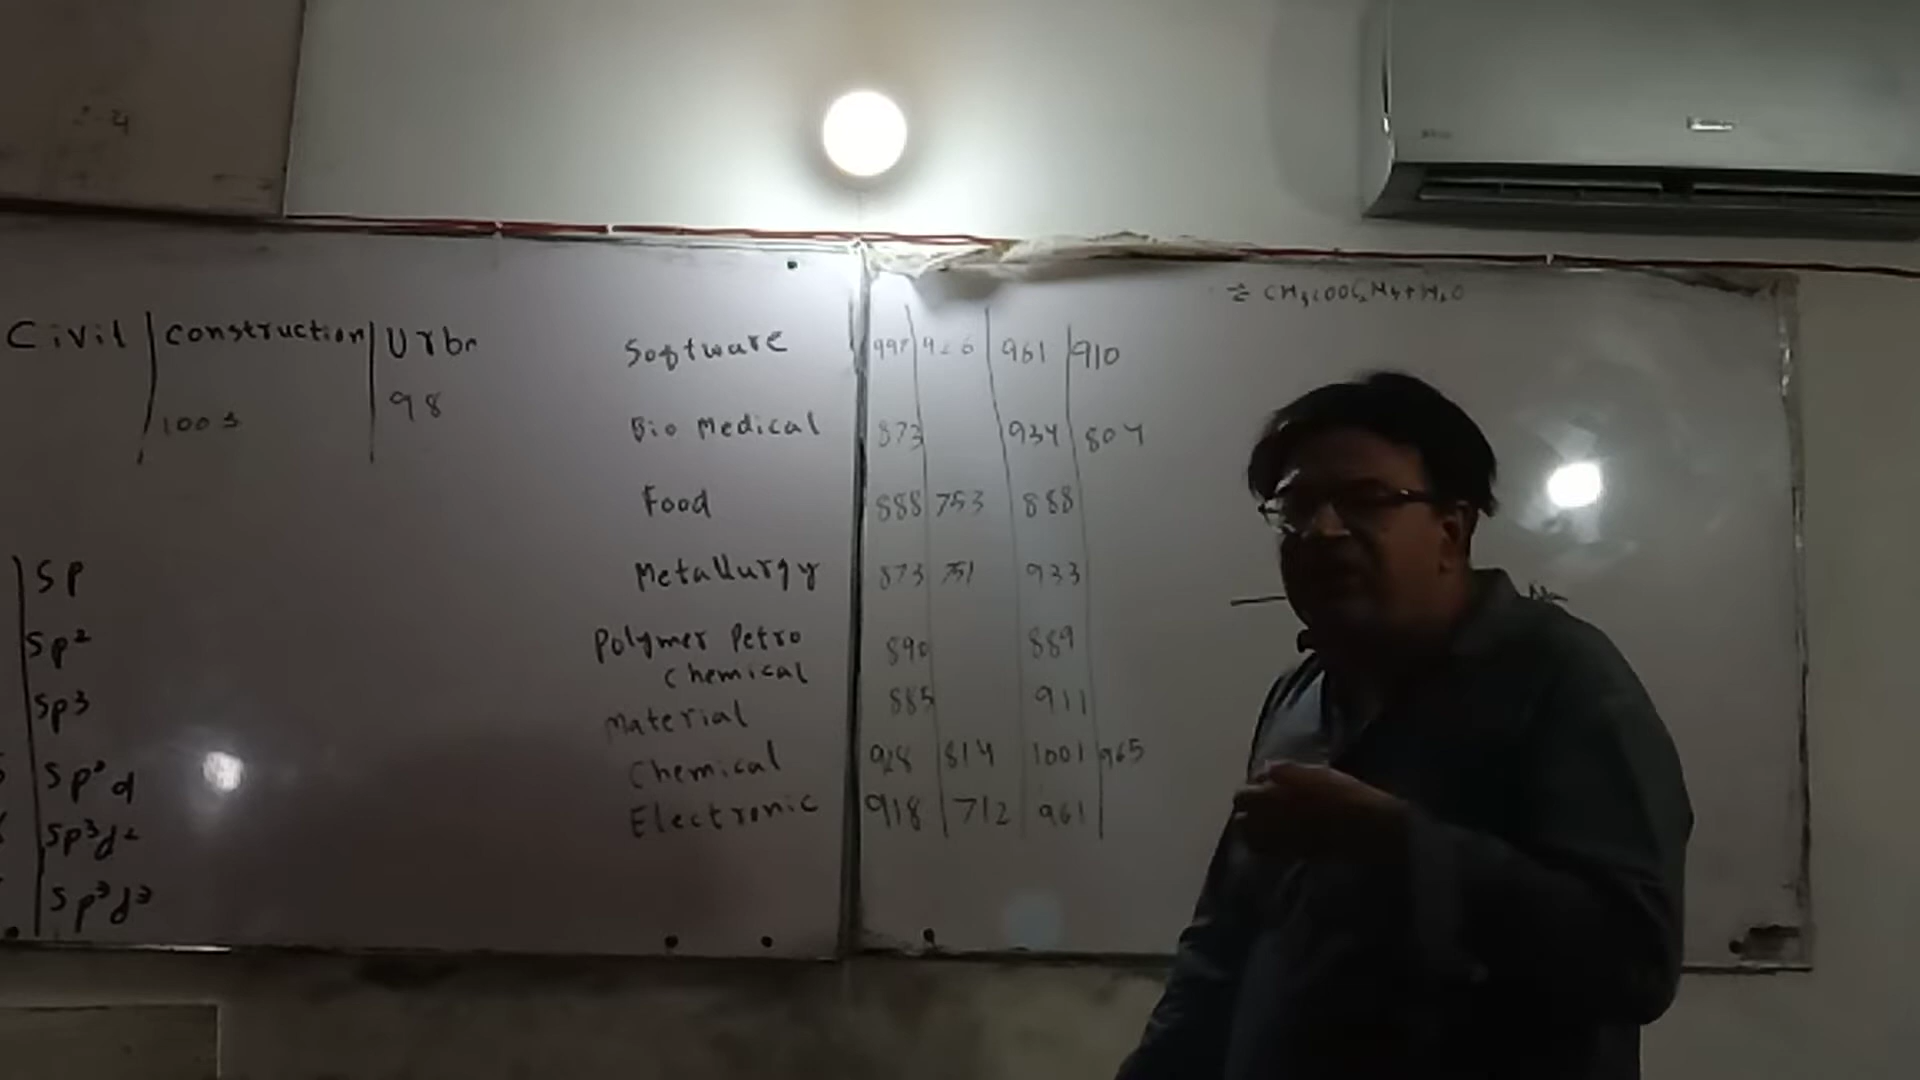 ⇌ CH3COOC2H5+H2O
Civil | construction | Urbn
1003 | 98
Software 997 | 926 | 961 | 910
Bio Medical 873 | 934 | 804
Food 888 753 888
Metallurgy 873 751 933
Polymer Petro 890 889
chemical
Material 885 911
Chemical 928 814 1001 965
Electronic 918 712 961
sp
sp²
sp3
sp³d
sp³d²
sp³d³